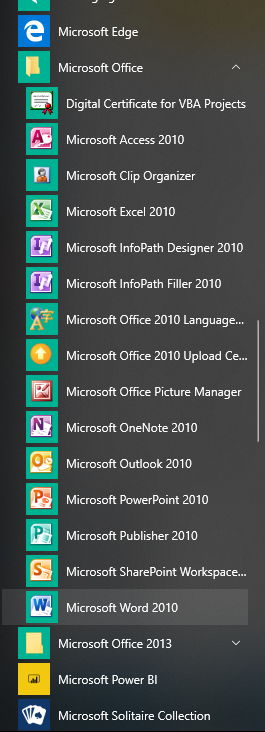 Microsoft Edge
Microsoft Office
Digital Certificate for VBA Projects
Microsoft Access 2010
Microsoft Clip Organizer
Microsoft Excel 2010
Microsoft InfoPath Designer 2010
Microsoft InfoPath Filler 2010
Microsoft Office 2010 Language...
Microsoft Office 2010 Upload Ce...
Microsoft Office Picture Manager
Microsoft OneNote 2010
Microsoft Outlook 2010
Microsoft PowerPoint 2010
Microsoft Publisher 2010
Microsoft SharePoint Workspace...
Microsoft Word 2010
Microsoft Office 2013
Microsoft Power BI
Microsoft Solitaire Collection